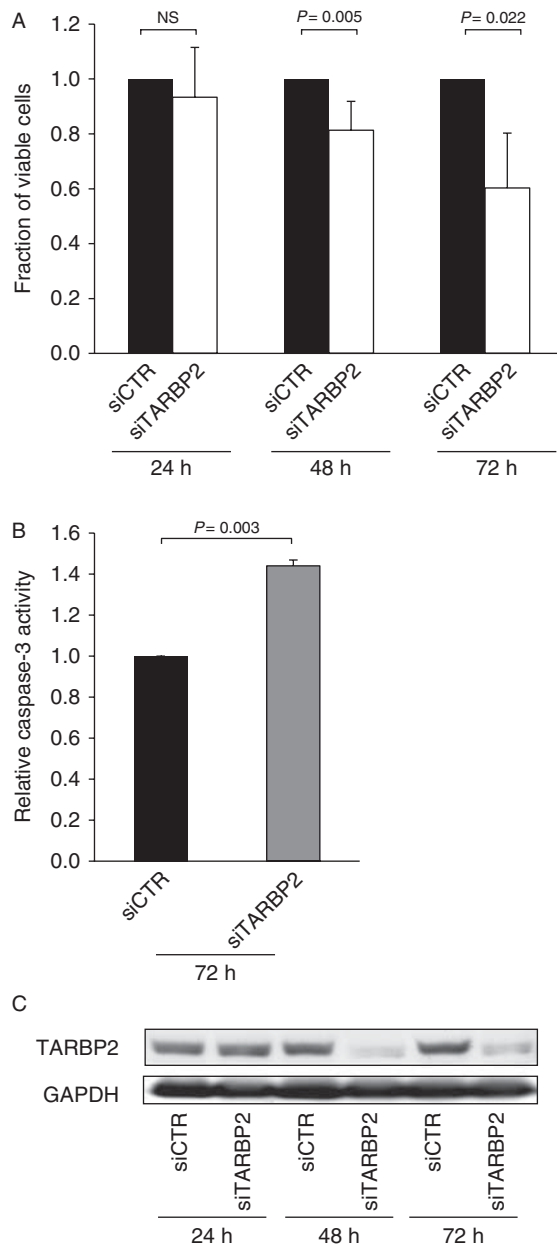 A
NS
P = 0.005
P = 0.022
Fraction of viable cells
1.2
1.0
0.8
0.6
0.4
0.2
0.0
siCTR
siTARBP2
siCTR
siTARBP2
siCTR
siTARBP2
24 h
48 h
72 h
B
P = 0.003
Relative caspase-3 activity
1.6
1.4
1.2
1.0
0.8
0.6
0.4
0.2
0.0
siCTR
siTARBP2
72 h
C
TARBP2
GAPDH
siCTR
siTARBP2
siCTR
siTARBP2
siCTR
siTARBP2
24 h
48 h
72 h